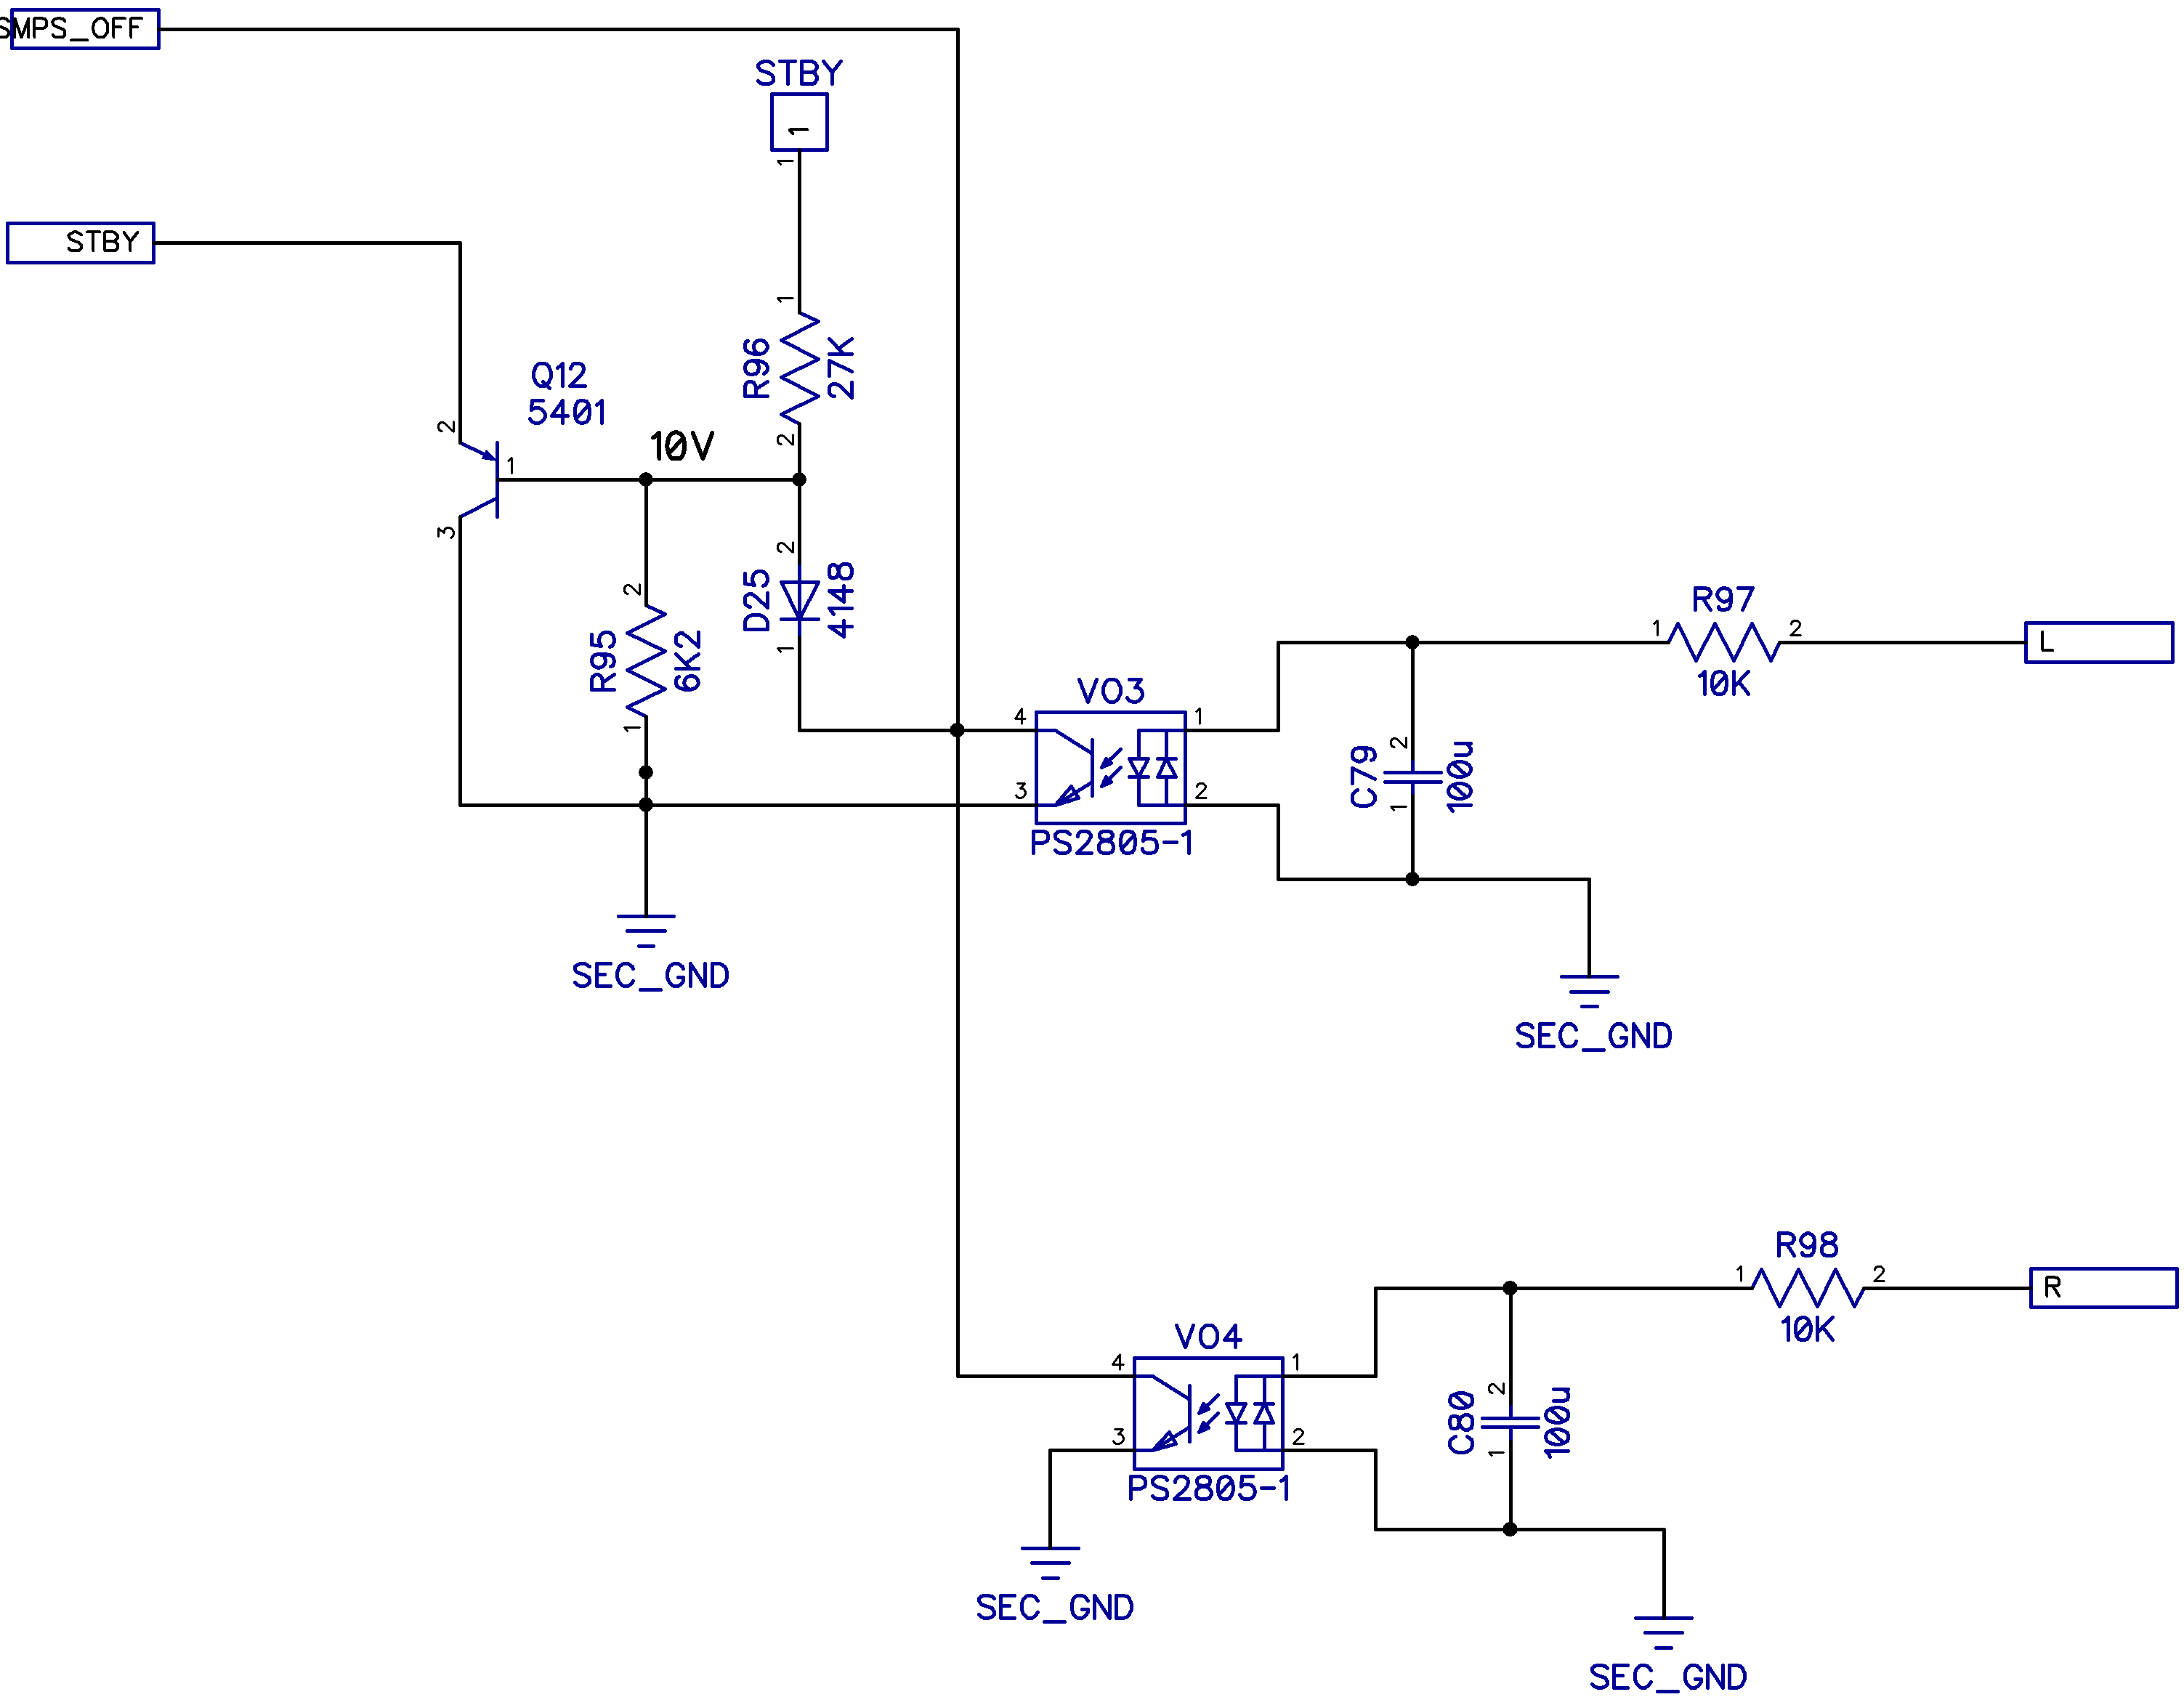 SMPS_OFF
STBY
1
1
STBY
1
R96
27K
2
Q12
5401
2
1
3
10V
2
D25
4148
1
2
R95
6K2
1
SEC_GND
VO3
4
3
1
2
PS2805-1
R97
1
2
10K
L
C79
2
1
100u
SEC_GND
VO4
4
3
1
2
PS2805-1
R98
1
2
10K
R
C80
2
1
100u
SEC_GND
SEC_GND